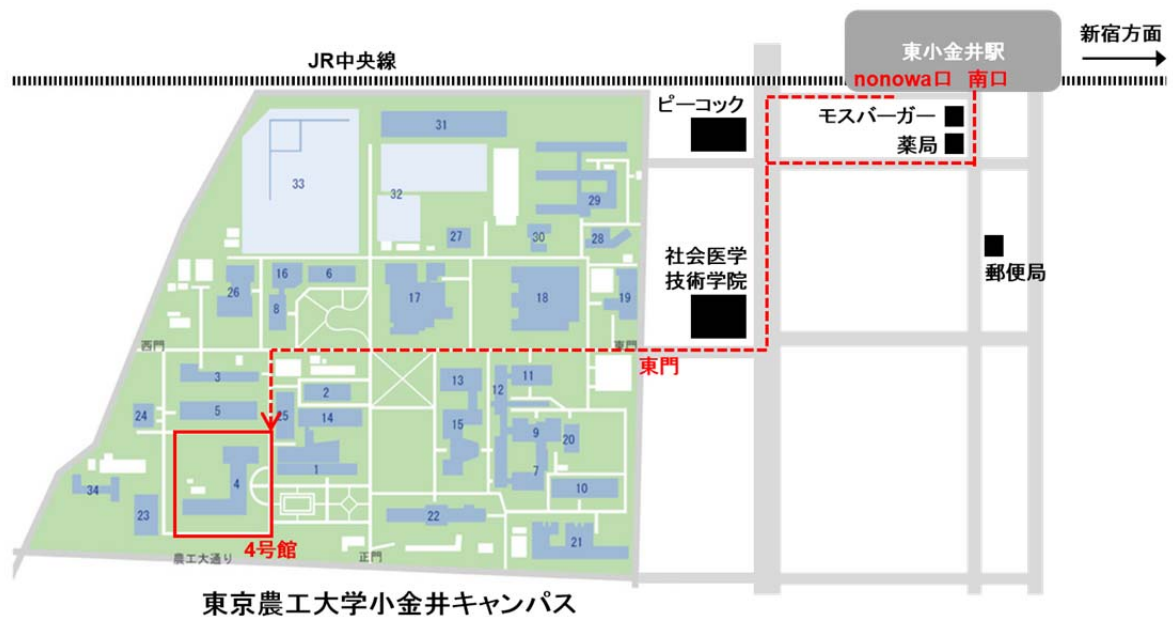 新宿方面
東小金井駅
JR中央線
nonowa口 南口
ピーコック
モスバーガー
薬局
31
33
32
29
27
30
28
社会医学
技術学院
郵便局
26
16
6
8
17
18
19
西門
東門
東門
3
2
13
11
12
24
5
25
14
15
9
20
1
7
4
10
34
23
22
21
4号館
農工大通り
正門
東京農工大学小金井キャンパス